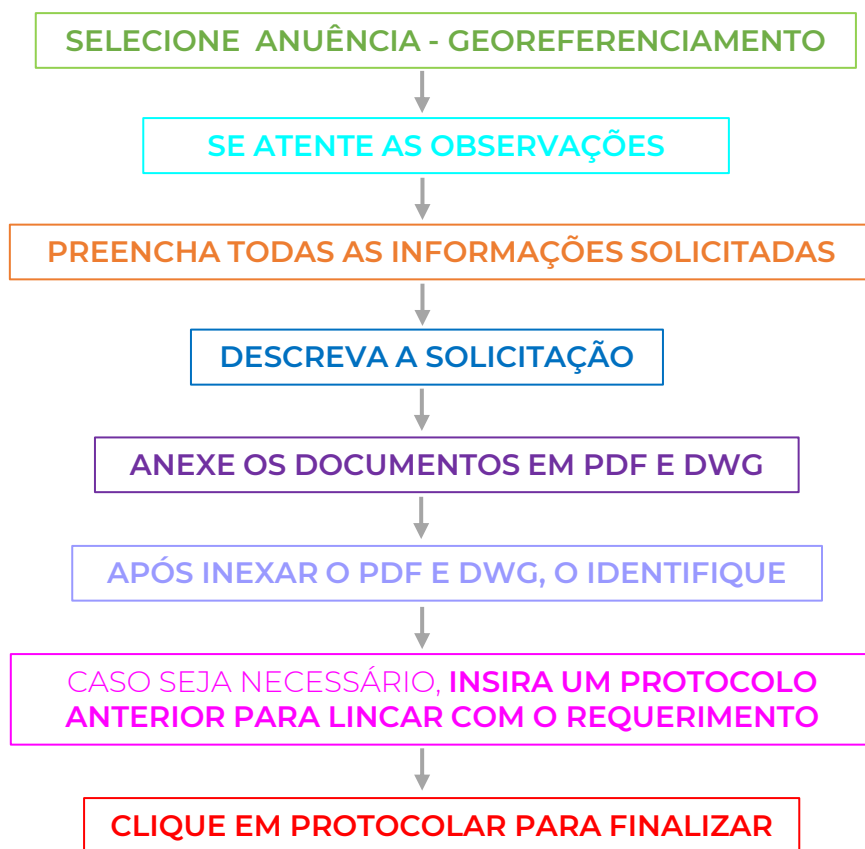 SELECIONE ANUÊNCIA - GEOREFERENCIAMENTO
SE ATENTE AS OBSERVAÇÕES
PREENCHA TODAS AS INFORMAÇÕES SOLICITADAS
DESCREVA A SOLICITAÇÃO
ANEXE OS DOCUMENTOS EM PDF E DWG
APÓS INEXAR O PDF E DWG, O IDENTIFIQUE
CASO SEJA NECESSÁRIO, INSIRA UM PROTOCOLO
ANTERIOR PARA LINCAR COM O REQUERIMENTO
CLIQUE EM PROTOCOLAR PARA FINALIZAR